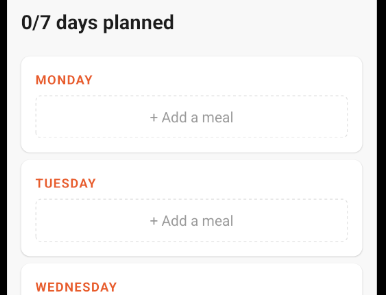 0/7 days planned
MONDAY
+ Add a meal
TUESDAY
+ Add a meal
WEDNESDAY